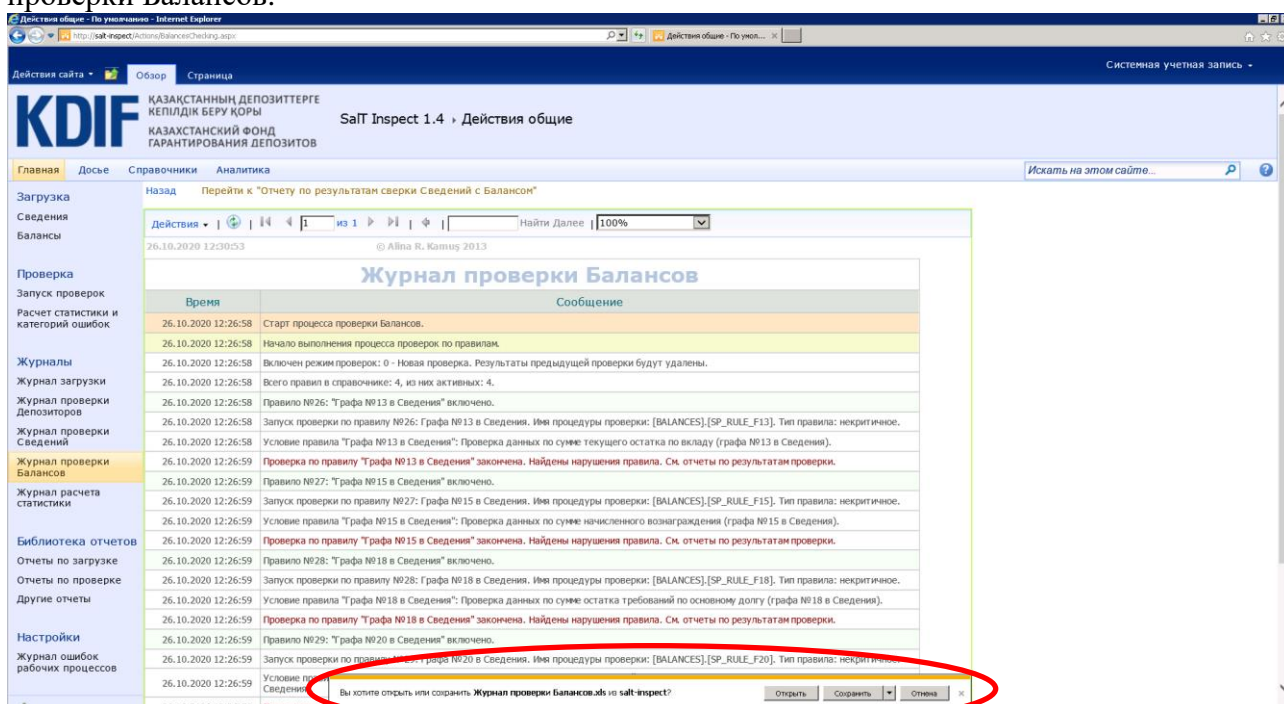 проверки Балансов.
Действия общие - По умолчанию - Internet Explorer
http://salt-inspect/Actions/BalancesChecking.aspx
Действия общие - По умол...
Действия сайта
Обзор
Страница
Системная учетная запись
KDIF
ҚАЗАҚСТАННЫҢ ДЕПОЗИТТЕРГЕ
КЕПІЛДІК БЕРУ ҚОРЫ
КАЗАХСТАНСКИЙ ФОНД
ГАРАНТИРОВАНИЯ ДЕПОЗИТОВ
SalT Inspect 1.4 › Действия общие
Главная Досье Справочники Аналитика
Искать на этом сайте...
Загрузка
Сведения
Балансы
Проверка
Запуск проверок
Расчет статистики и
категорий ошибок
Журналы
Журнал загрузки
Журнал проверки
Депозиторов
Журнал проверки
Сведений
Журнал проверки
Балансов
Журнал расчета
статистики
Библиотека отчетов
Отчеты по загрузке
Отчеты по проверке
Другие отчеты
Настройки
Журнал ошибок
рабочих процессов
Назад Перейти к "Отчету по результатам сверки Сведений с Балансом"
Действия | 1 из 1 | Найти Далее | 100%
26.10.2020 12:30:53 © Alina R. Kamuş 2013
Журнал проверки Балансов
Время Сообщение
26.10.2020 12:26:58 Старт процесса проверки Балансов.
26.10.2020 12:26:58 Начало выполнения процесса проверок по правилам.
26.10.2020 12:26:58 Включен режим проверок: 0 - Новая проверка. Результаты предыдущей проверки будут удалены.
26.10.2020 12:26:58 Всего правил в справочнике: 4, из них активных: 4.
26.10.2020 12:26:58 Правило №26: "Графа №13 в Сведения" включено.
26.10.2020 12:26:58 Запуск проверки по правилу №26: Графа №13 в Сведения. Имя процедуры проверки: [BALANCES].[SP_RULE_F13]. Тип правила: некритичное.
26.10.2020 12:26:58 Условие правила "Графа №13 в Сведения": Проверка данных по сумме текущего остатка по вкладу (графа №13 в Сведения).
26.10.2020 12:26:59 Проверка по правилу "Графа №13 в Сведения" закончена. Найдены нарушения правила. См. отчеты по результатам проверки.
26.10.2020 12:26:59 Правило №27: "Графа №15 в Сведения" включено.
26.10.2020 12:26:59 Запуск проверки по правилу №27: Графа №15 в Сведения. Имя процедуры проверки: [BALANCES].[SP_RULE_F15]. Тип правила: некритичное.
26.10.2020 12:26:59 Условие правила "Графа №15 в Сведения": Проверка данных по сумме начисленного вознаграждения (графа №15 в Сведения).
26.10.2020 12:26:59 Проверка по правилу "Графа №15 в Сведения" закончена. Найдены нарушения правила. См. отчеты по результатам проверки.
26.10.2020 12:26:59 Правило №28: "Графа №18 в Сведения" включено.
26.10.2020 12:26:59 Запуск проверки по правилу №28: Графа №18 в Сведения. Имя процедуры проверки: [BALANCES].[SP_RULE_F18]. Тип правила: некритичное.
26.10.2020 12:26:59 Условие правила "Графа №18 в Сведения": Проверка данных по сумме остатка требований по основному долгу (графа №18 в Сведения).
26.10.2020 12:26:59 Проверка по правилу "Графа №18 в Сведения" закончена. Найдены нарушения правила. См. отчеты по результатам проверки.
26.10.2020 12:26:59 Правило №29: "Графа №20 в Сведения" включено.
26.10.2020 12:26:59 Запуск проверки по правилу №29: Графа №20 в Сведения. Имя процедуры проверки: [BALANCES].[SP_RULE_F20]. Тип правила: некритичное.
26.10.2020 12:26:59 Условие
Сведения
Вы хотите открыть или сохранить Журнал проверки Балансов.xls из salt-inspect? Открыть Сохранить Отмена